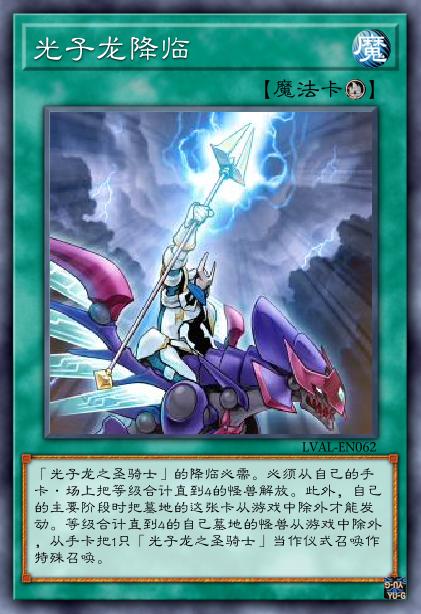 光子龙降临
魔
【魔法卡】
LVAL-EN062
「光子龙之圣骑士」的降临必需。必须从自己的手
卡·场上把等级合计直到4的怪兽解放。此外，自己
的主要阶段时把墓地的这张卡从游戏中除外才能发
动。等级合计直到4的自己墓地的怪兽从游戏中除外
，从手卡把1只「光子龙之圣骑士」当作仪式召唤作
特殊召唤。